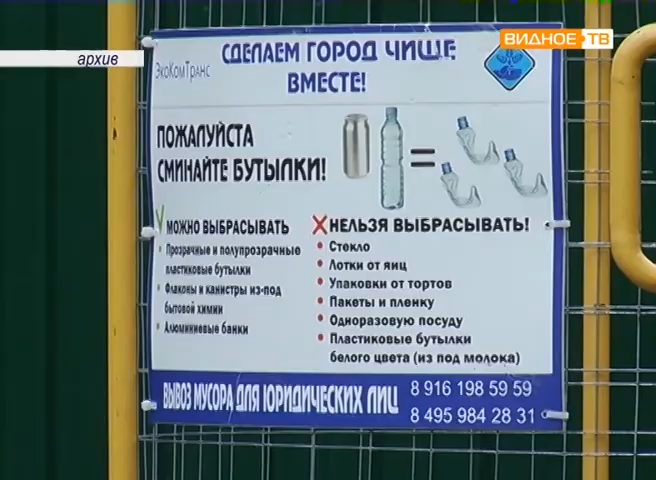 ВИДНОЕ ТВ
архив
СДЕЛАЕМ ГОРОД ЧИЩЕ
ВМЕСТЕ!
ЭкоКомТранс
ПОЖАЛУЙСТА
СМИНАЙТЕ БУТЫЛКИ!
=
МОЖНО ВЫБРАСЫВАТЬ
• Прозрачные и полупрозрачные
пластиковые бутылки
• Флаконы и канистры из-под
бытовой химии
• Алюминиевые банки
НЕЛЬЗЯ ВЫБРАСЫВАТЬ!
• Стекло
• Лотки от яиц
• Упаковки от тортов
• Пакеты и пленку
• Одноразовую посуду
• Пластиковые бутылки
белого цвета (из под молока)
ВЫВОЗ МУСОРА ДЛЯ ЮРИДИЧЕСКИХ ЛИЦ
8 916 198 59 59
8 495 984 28 31